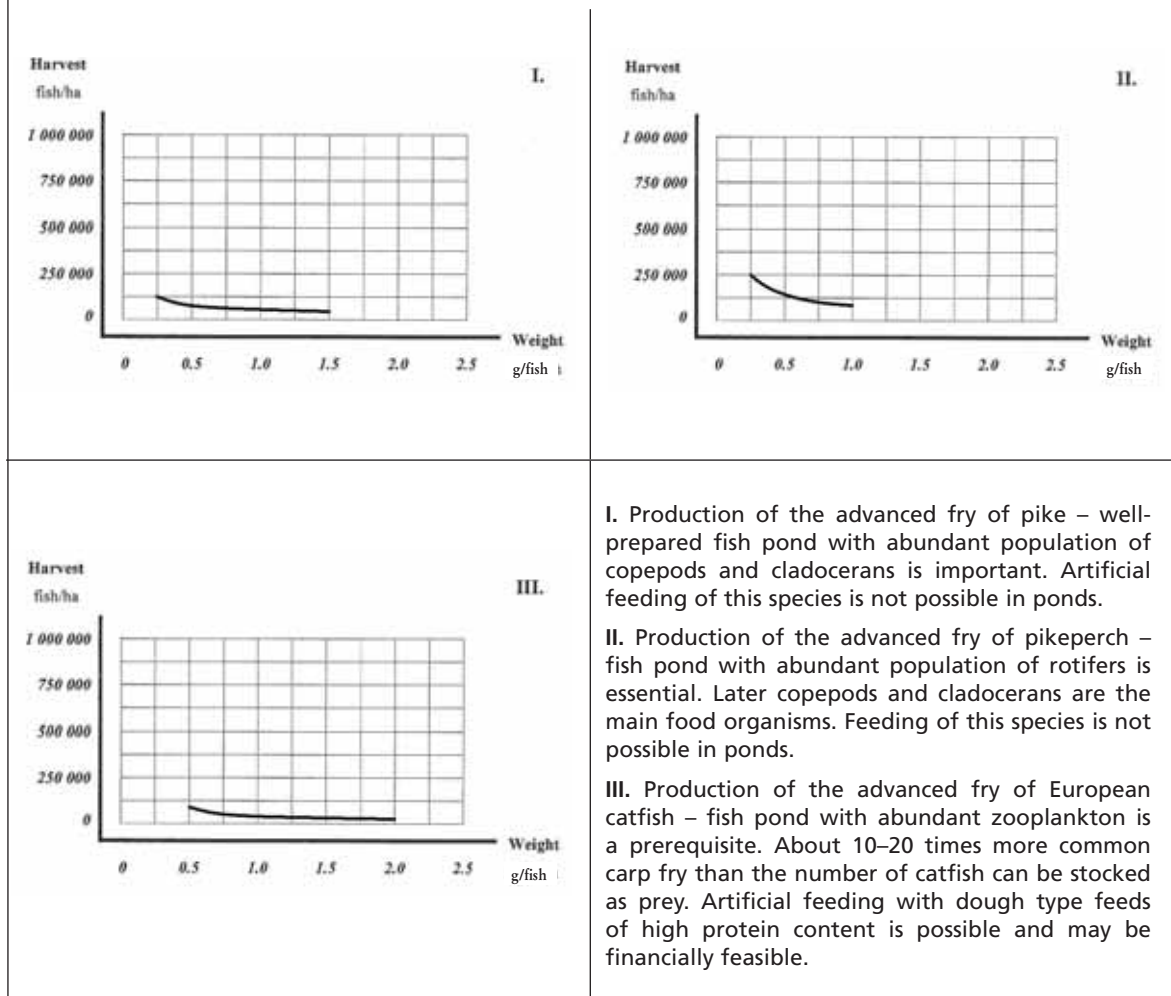 Harvest
fish/ha
I.
1 000 000
750 000
500 000
250 000
0
Weight
0 0.5 1.0 1.5 2.0 2.5 g/fish
Harvest
fish/ha
II.
1 000 000
750 000
500 000
250 000
0
Weight
0 0.5 1.0 1.5 2.0 2.5 g/fish
Harvest
fish/ha
III.
1 000 000
750 000
500 000
250 000
0
Weight
0 0.5 1.0 1.5 2.0 2.5 g/fish
I. Production of the advanced fry of pike – well-
prepared fish pond with abundant population of
copepods and cladocerans is important. Artificial
feeding of this species is not possible in ponds.
II. Production of the advanced fry of pikeperch –
fish pond with abundant population of rotifers is
essential. Later copepods and cladocerans are the
main food organisms. Feeding of this species is not
possible in ponds.
III. Production of the advanced fry of European
catfish – fish pond with abundant zooplankton is
a prerequisite. About 10–20 times more common
carp fry than the number of catfish can be stocked
as prey. Artificial feeding with dough type feeds
of high protein content is possible and may be
financially feasible.